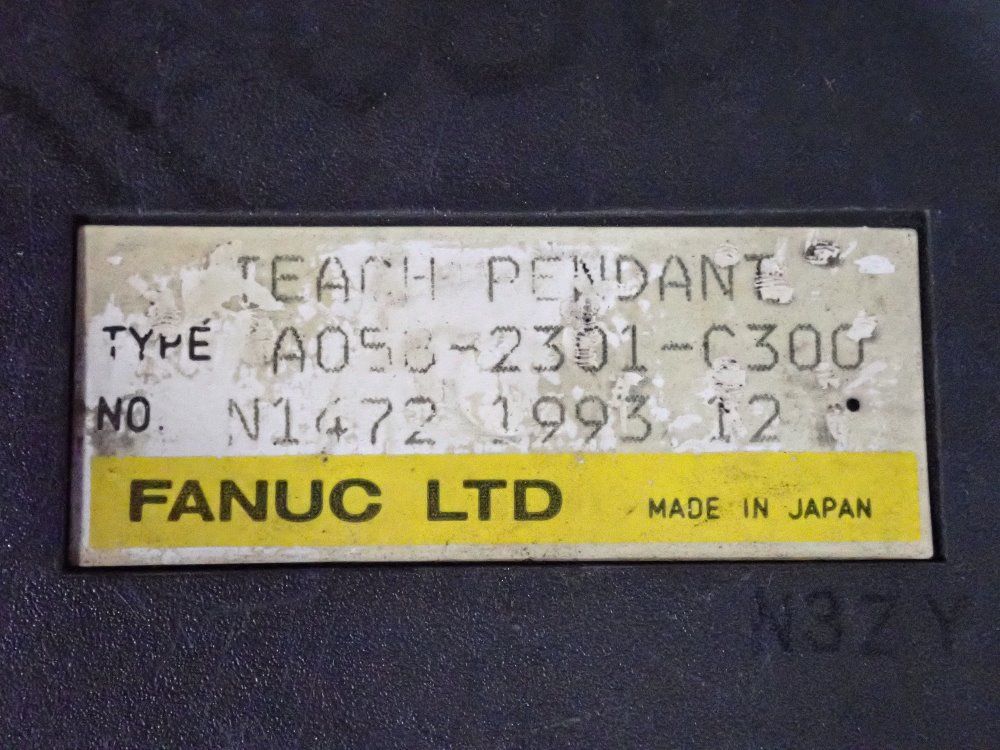 TEACH PENDANT
TYPE A05B-2301-C300
NO. N1472 1993.12
FANUC LTD MADE IN JAPAN
N3ZY